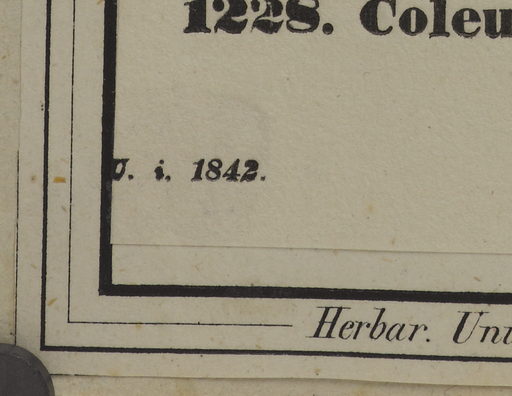 1228. Coleu
U. i. 1842.
Herbar. Uni